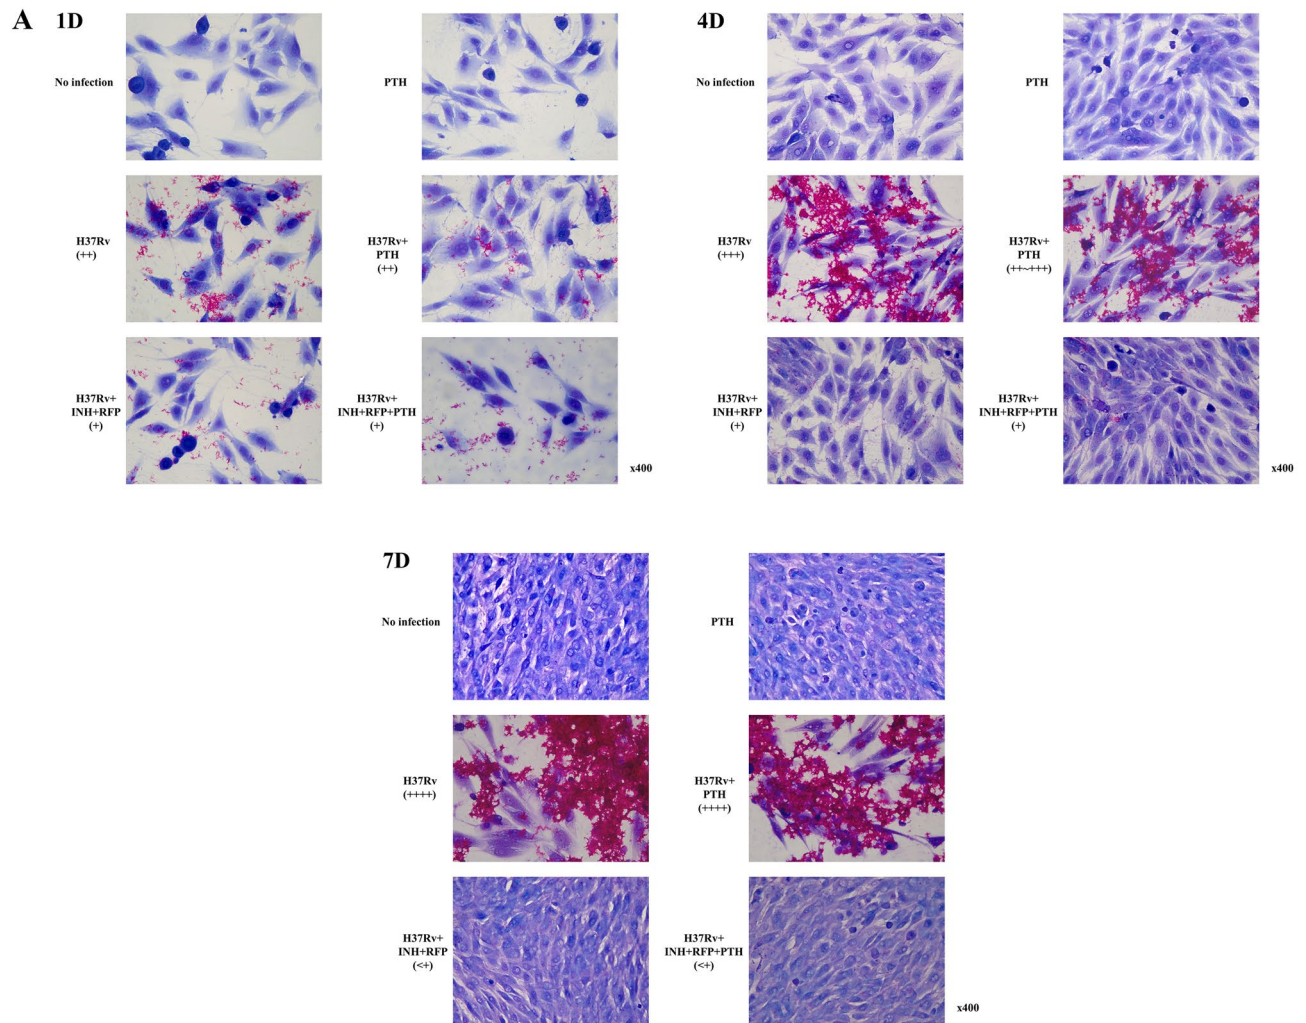 A
1D
No infection
PTH
H37Rv
(++)
H37Rv+
PTH
(++)
H37Rv+
INH+RFP
(+)
H37Rv+
INH+RFP+PTH
(+)
x400
4D
No infection
PTH
H37Rv
(+++)
H37Rv+
PTH
(++~+++)
H37Rv+
INH+RFP
(+)
H37Rv+
INH+RFP+PTH
(+)
x400
7D
No infection
PTH
H37Rv
(++++)
H37Rv+
PTH
(++++)
H37Rv+
INH+RFP
(<+)
H37Rv+
INH+RFP+PTH
(<+)
x400